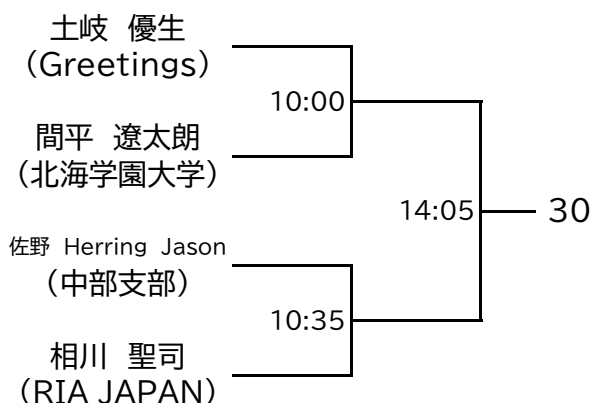 土岐 優生
(Greetings)
10:00
間平 遼太朗
(北海学園大学)
14:05
30
佐野 Herring Jason
(中部支部)
10:35
相川 聖司
(RIA JAPAN)